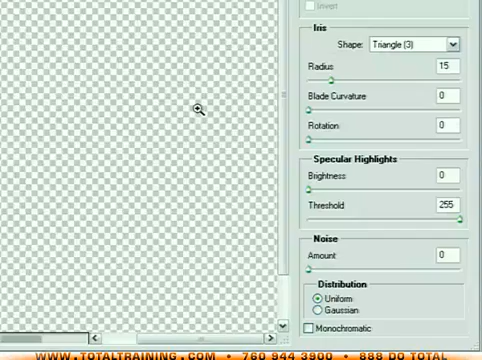 Invert
Iris
Shape: Triangle (3)
Radius 15
Blade Curvature 0
Rotation 0
Specular Highlights
Brightness 0
Threshold 255
Noise
Amount 0
Distribution
Uniform
Gaussian
Monochromatic
WWW.TOTALTRAINING.COM • 760 944 3900 • 888 DO TOTAL